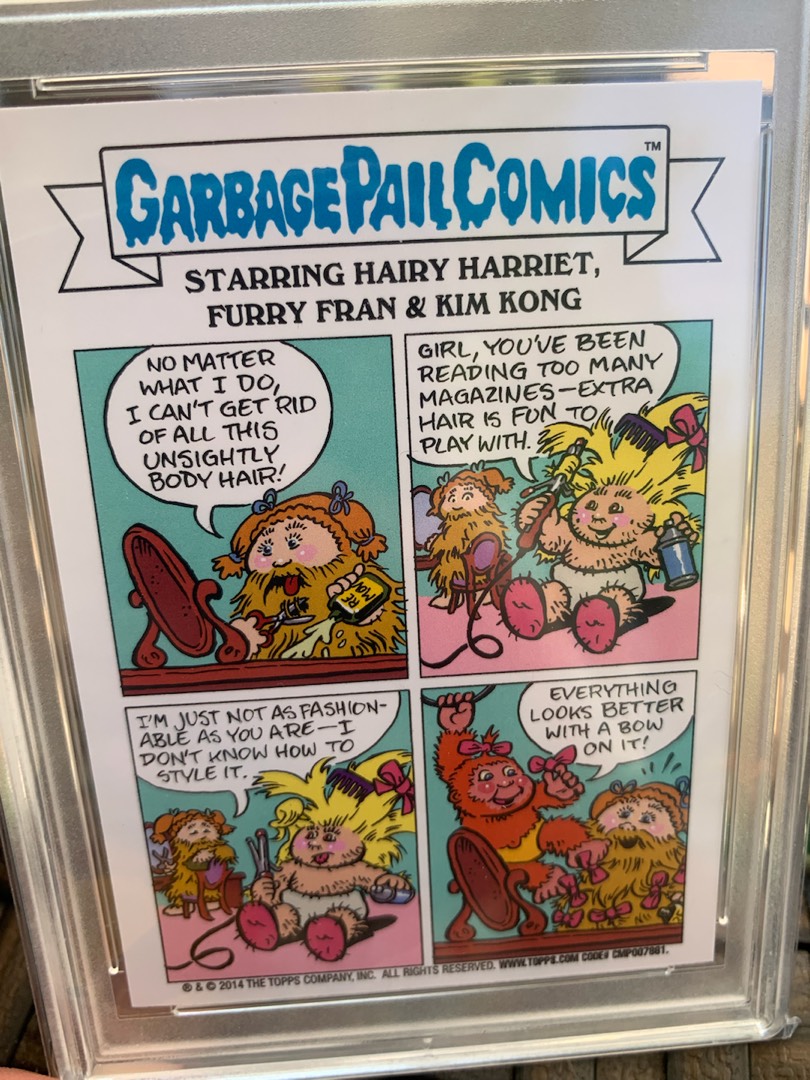 GARBAGE PAIL COMICS™
STARRING HAIRY HARRIET,
FURRY FRAN & KIM KONG
NO MATTER
WHAT I DO,
I CAN'T GET RID
OF ALL THIS
UNSIGHTLY
BODY HAIR!
GIRL, YOU'VE BEEN
READING TOO MANY
MAGAZINES—EXTRA
HAIR IS FUN TO
PLAY WITH.
I'M JUST NOT AS FASHION-
ABLE AS YOU ARE—I
DON'T KNOW HOW TO
STYLE IT.
EVERYTHING
LOOKS BETTER
WITH A BOW
ON IT!
® & © 2014 THE TOPPS COMPANY, INC. ALL RIGHTS RESERVED. WWW.TOPPS.COM CODE# CMP007881.